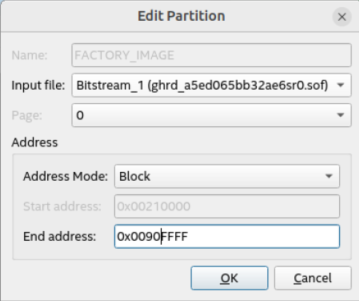 Edit Partition
Name: FACTORY_IMAGE
Input file: Bitstream_1 (ghrd_a5ed065bb32ae6sr0.sof)
Page: 0
Address
Address Mode: Block
Start address: 0x00210000
End address: 0x0090FFFF
OK Cancel